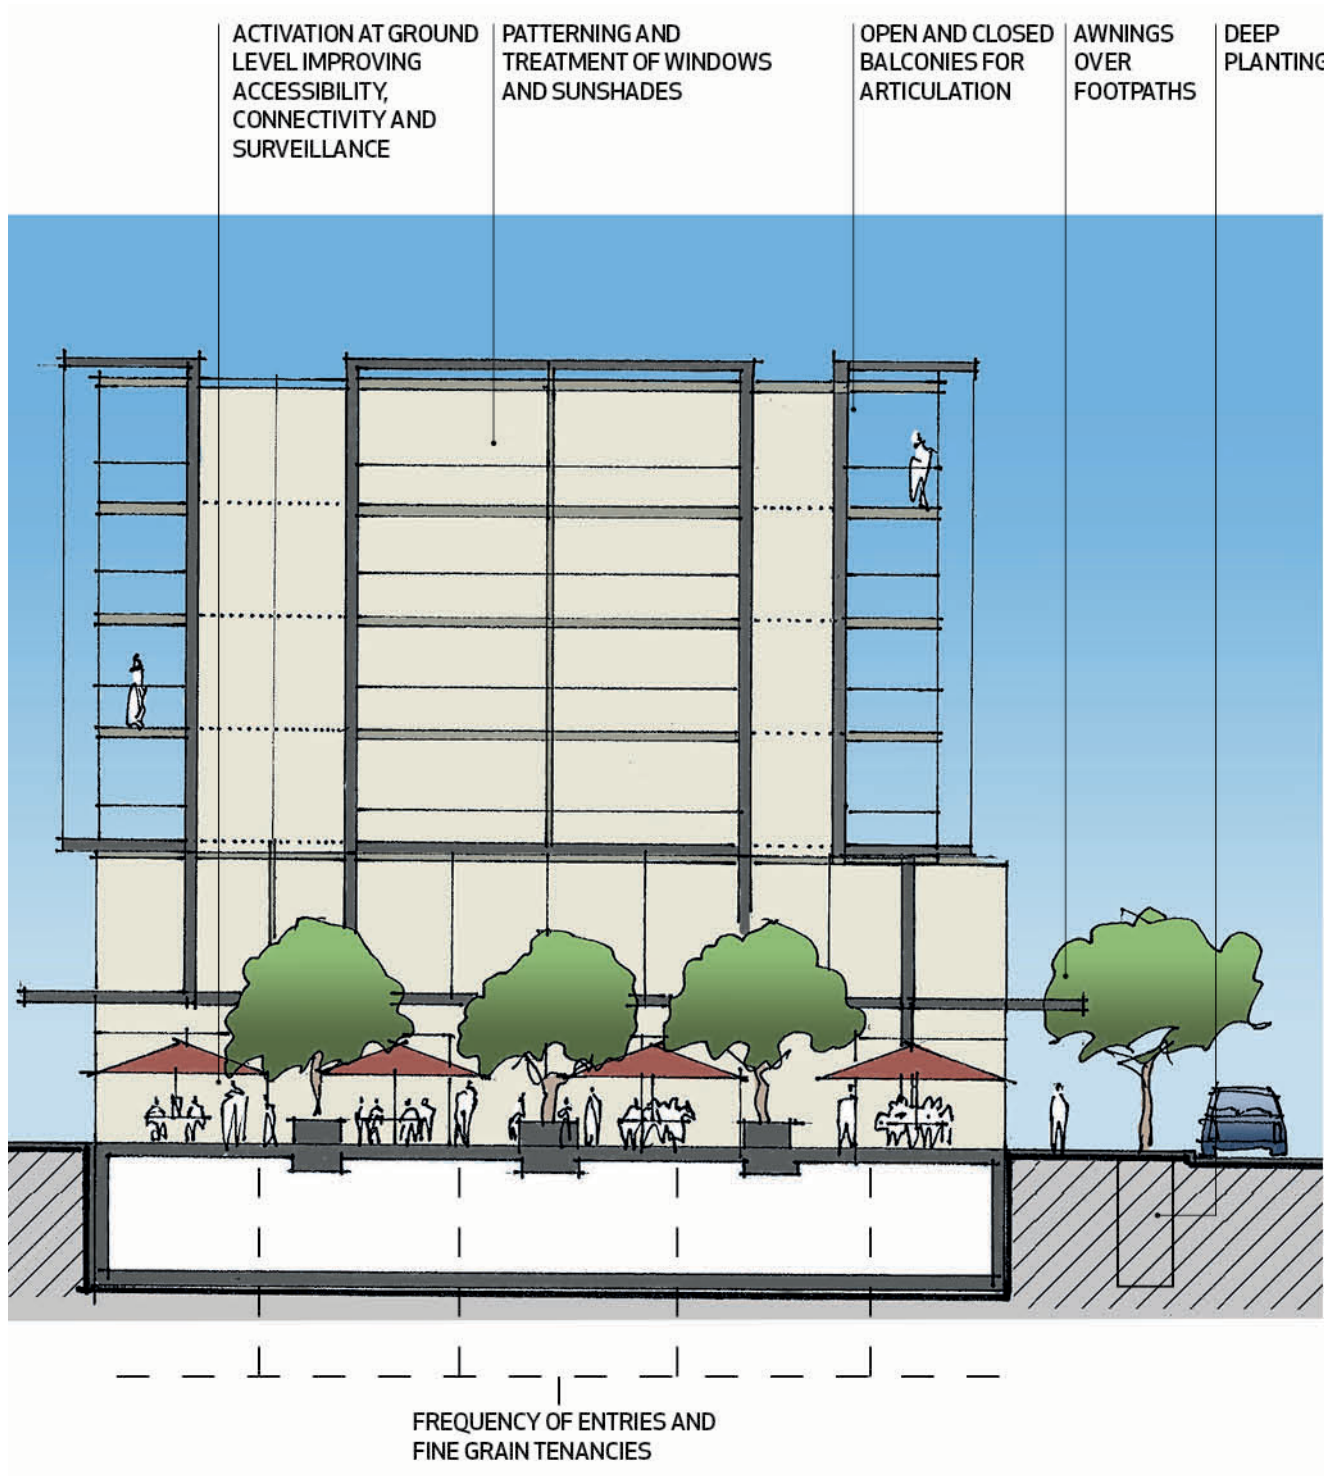 ACTIVATION AT GROUND
LEVEL IMPROVING
ACCESSIBILITY,
CONNECTIVITY AND
SURVEILLANCE
PATTERNING AND
TREATMENT OF WINDOWS
AND SUNSHADES
OPEN AND CLOSED
BALCONIES FOR
ARTICULATION
AWNINGS
OVER
FOOTPATHS
DEEP
PLANTING
FREQUENCY OF ENTRIES AND
FINE GRAIN TENANCIES